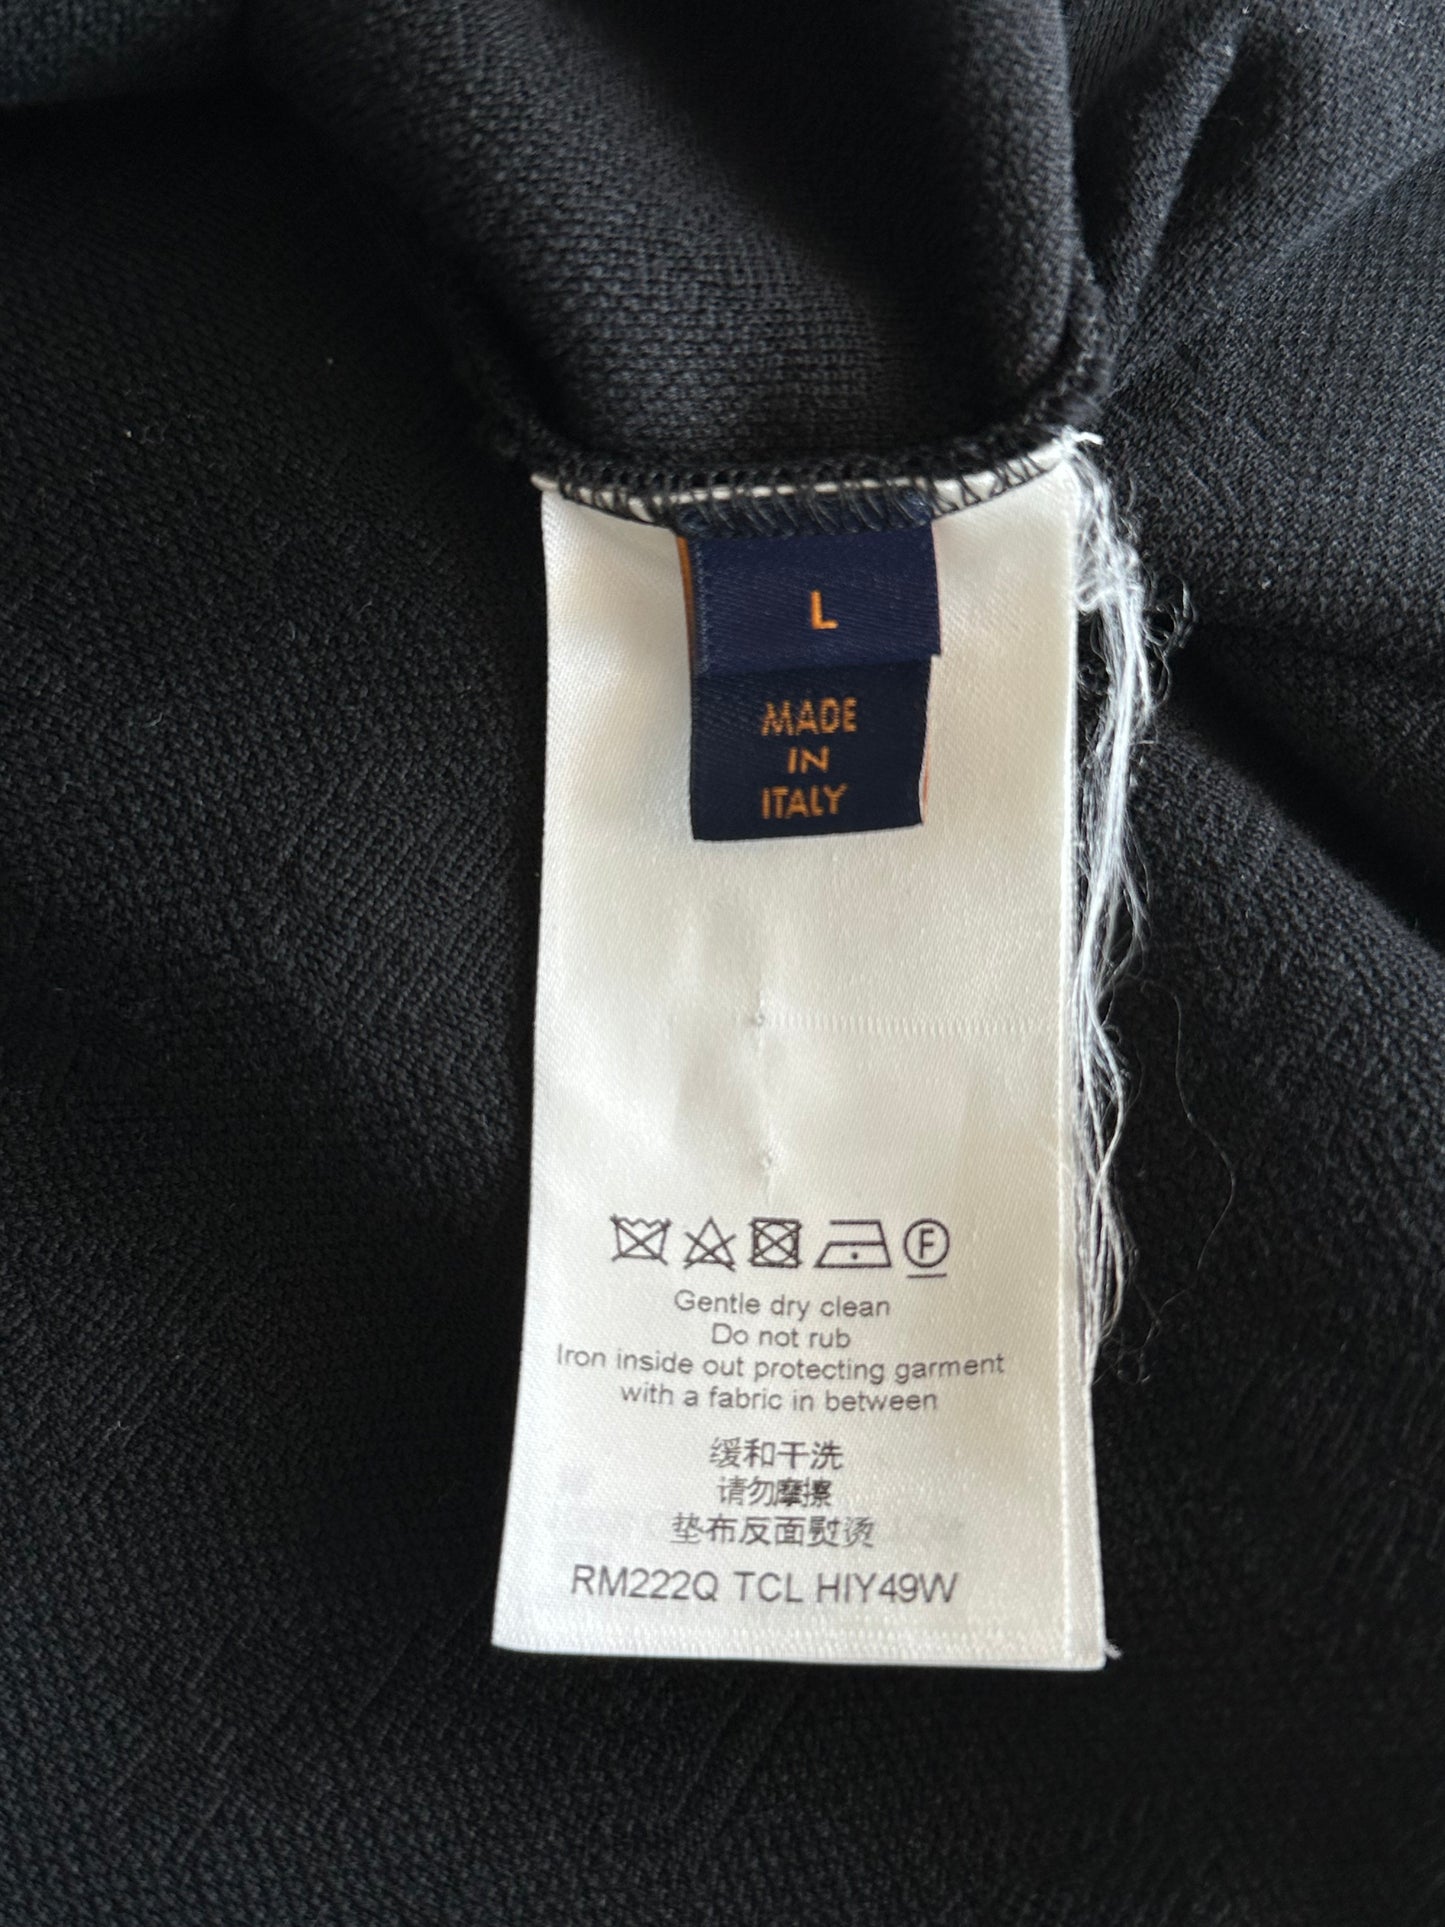 L
MADE
IN
ITALY
F
Gentle dry clean
Do not rub
Iron inside out protecting garment
with a fabric in between
缓和干洗
请勿摩擦
垫布反面熨烫
RM222Q TCL HIY49W